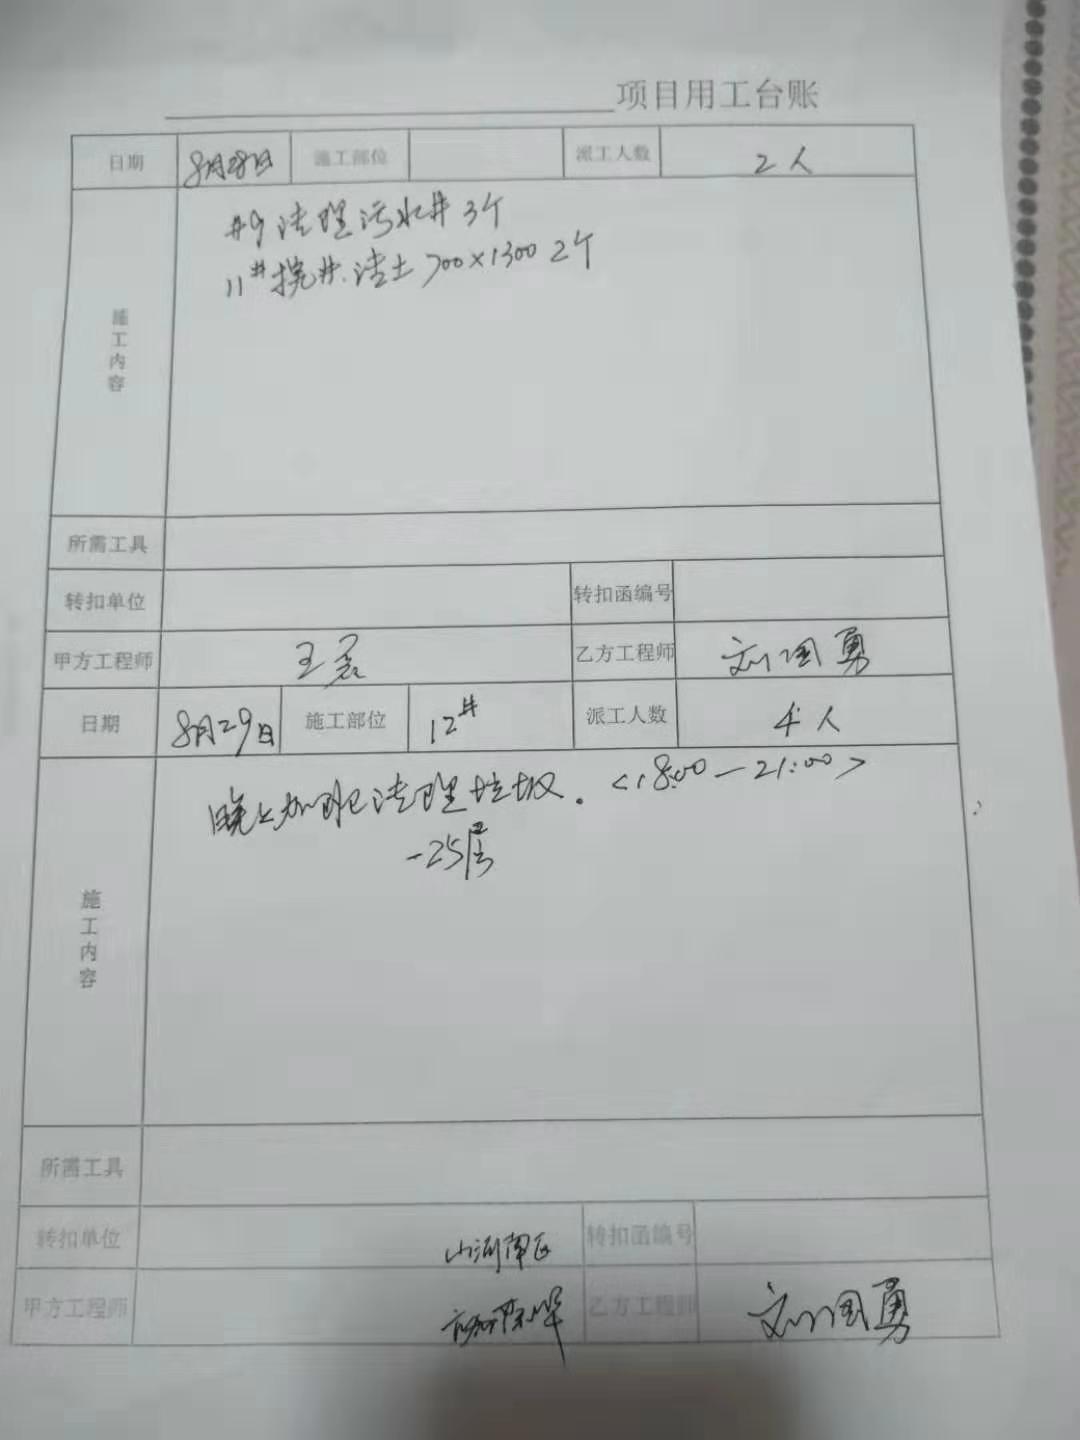 项目用工台账
日期 8月28日 施工部位 派工人数 2人
施工内容
#9清理污水井3个
11#挖井.清土700×1300 2个
所需工具
转扣单位 转扣函编号
甲方工程师 王 乙方工程师 刘国勇
日期 8月29日 施工部位 12# 派工人数 4人
施工内容
晚上加班清理垃圾.<18:00—21:00>
-25层
所需工具
转扣单位 山河南区 转扣函编号
甲方工程师 乙方工程师 刘国勇